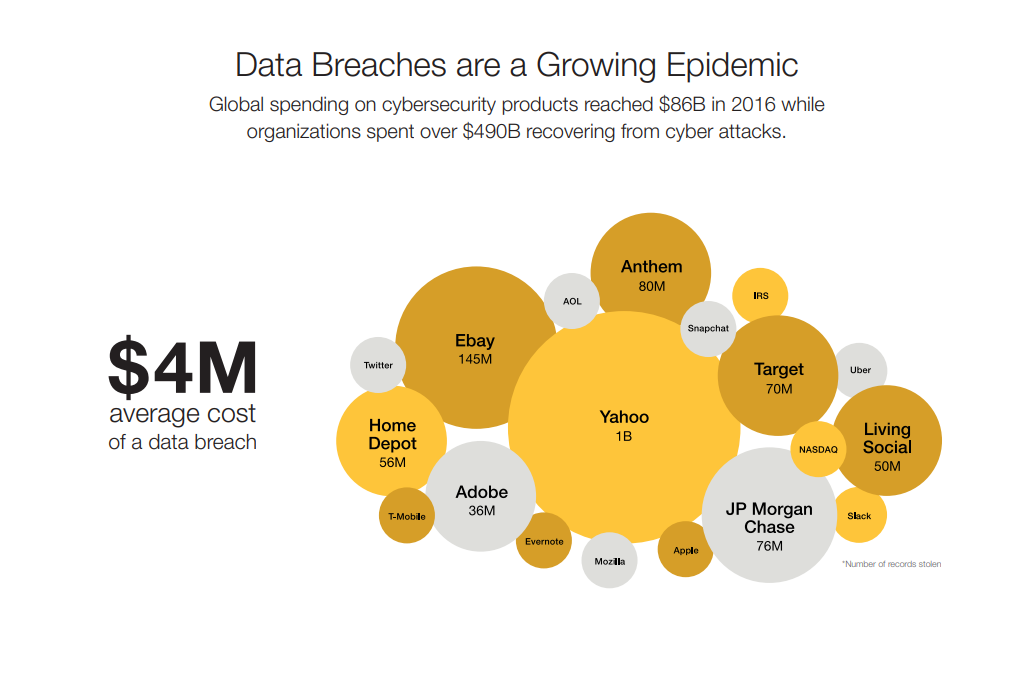 Data Breaches are a Growing Epidemic
Global spending on cybersecurity products reached $86B in 2016 while
organizations spent over $490B recovering from cyber attacks.
$4M
average cost
of a data breach
Anthem
80M
AOL
IRS
Snapchat
Ebay
145M
Twitter
Target
70M
Uber
Yahoo
1B
Home
Depot
56M
Living
Social
50M
NASDAQ
Adobe
36M
JP Morgan
Chase
76M
T-Mobile
Slack
Evernote
Mozilla
Apple
*Number of records stolen